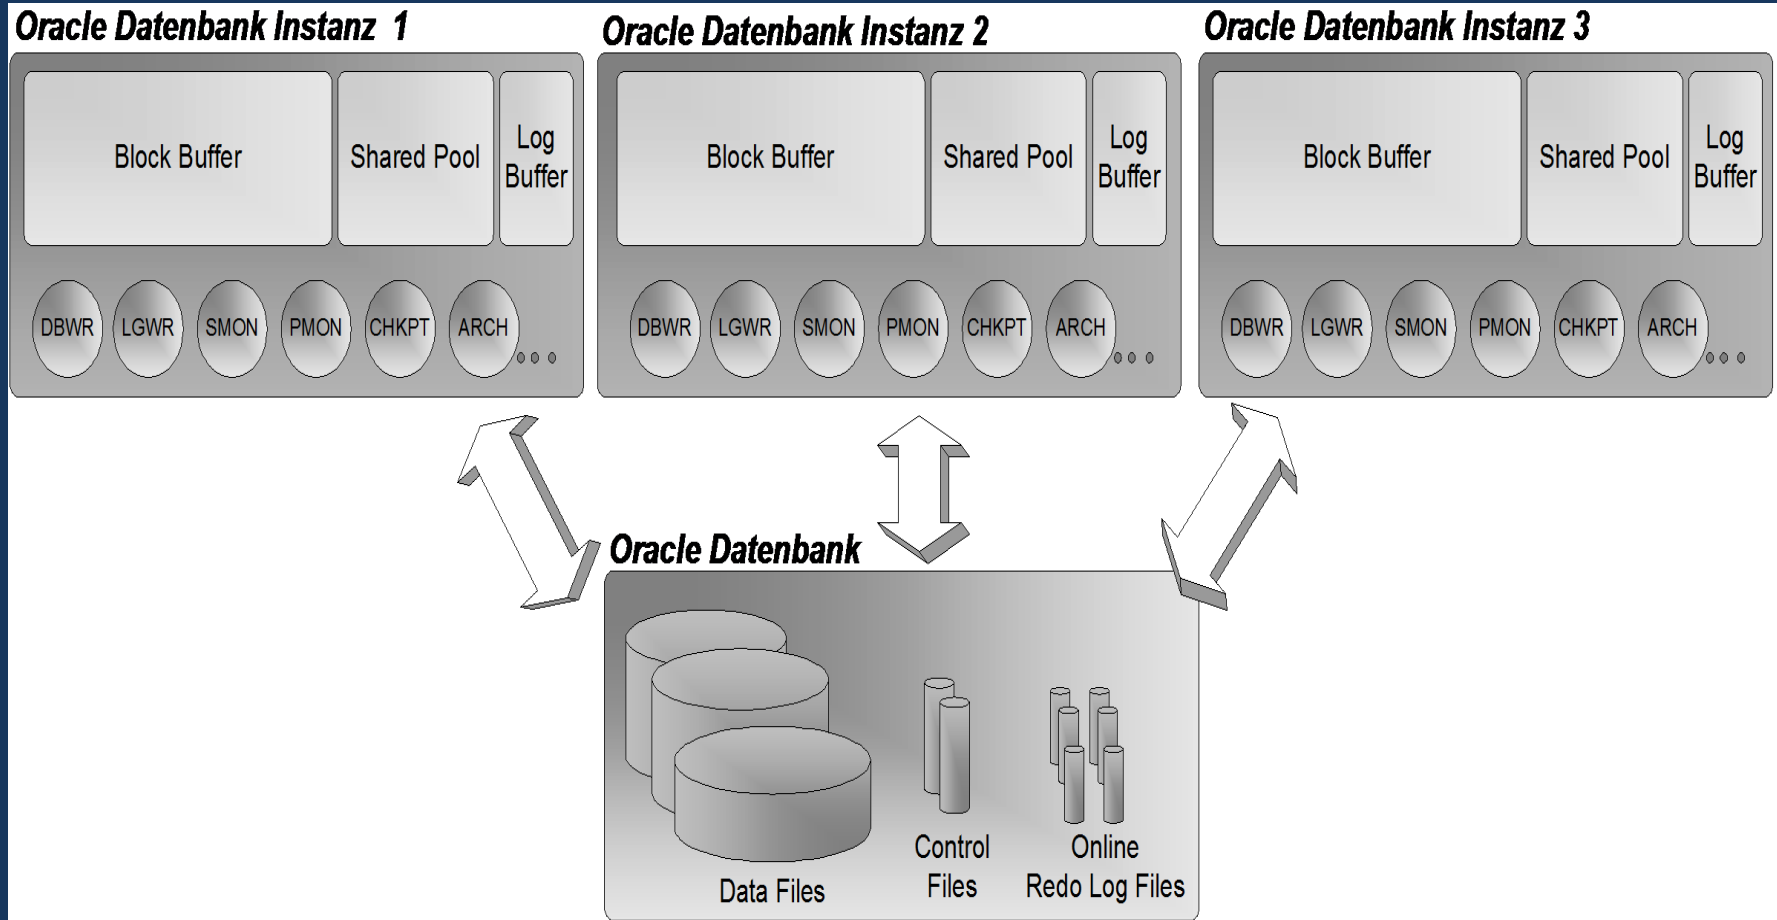 Oracle Datenbank Instanz 1
Block Buffer
Shared Pool
Log
Buffer
DBWR
LGWR
SMON
PMON
CHKPT
ARCH
Oracle Datenbank Instanz 2
Block Buffer
Shared Pool
Log
Buffer
DBWR
LGWR
SMON
PMON
CHKPT
ARCH
Oracle Datenbank Instanz 3
Block Buffer
Shared Pool
Log
Buffer
DBWR
LGWR
SMON
PMON
CHKPT
ARCH
Oracle Datenbank
Data Files
Control
Files
Online
Redo Log Files